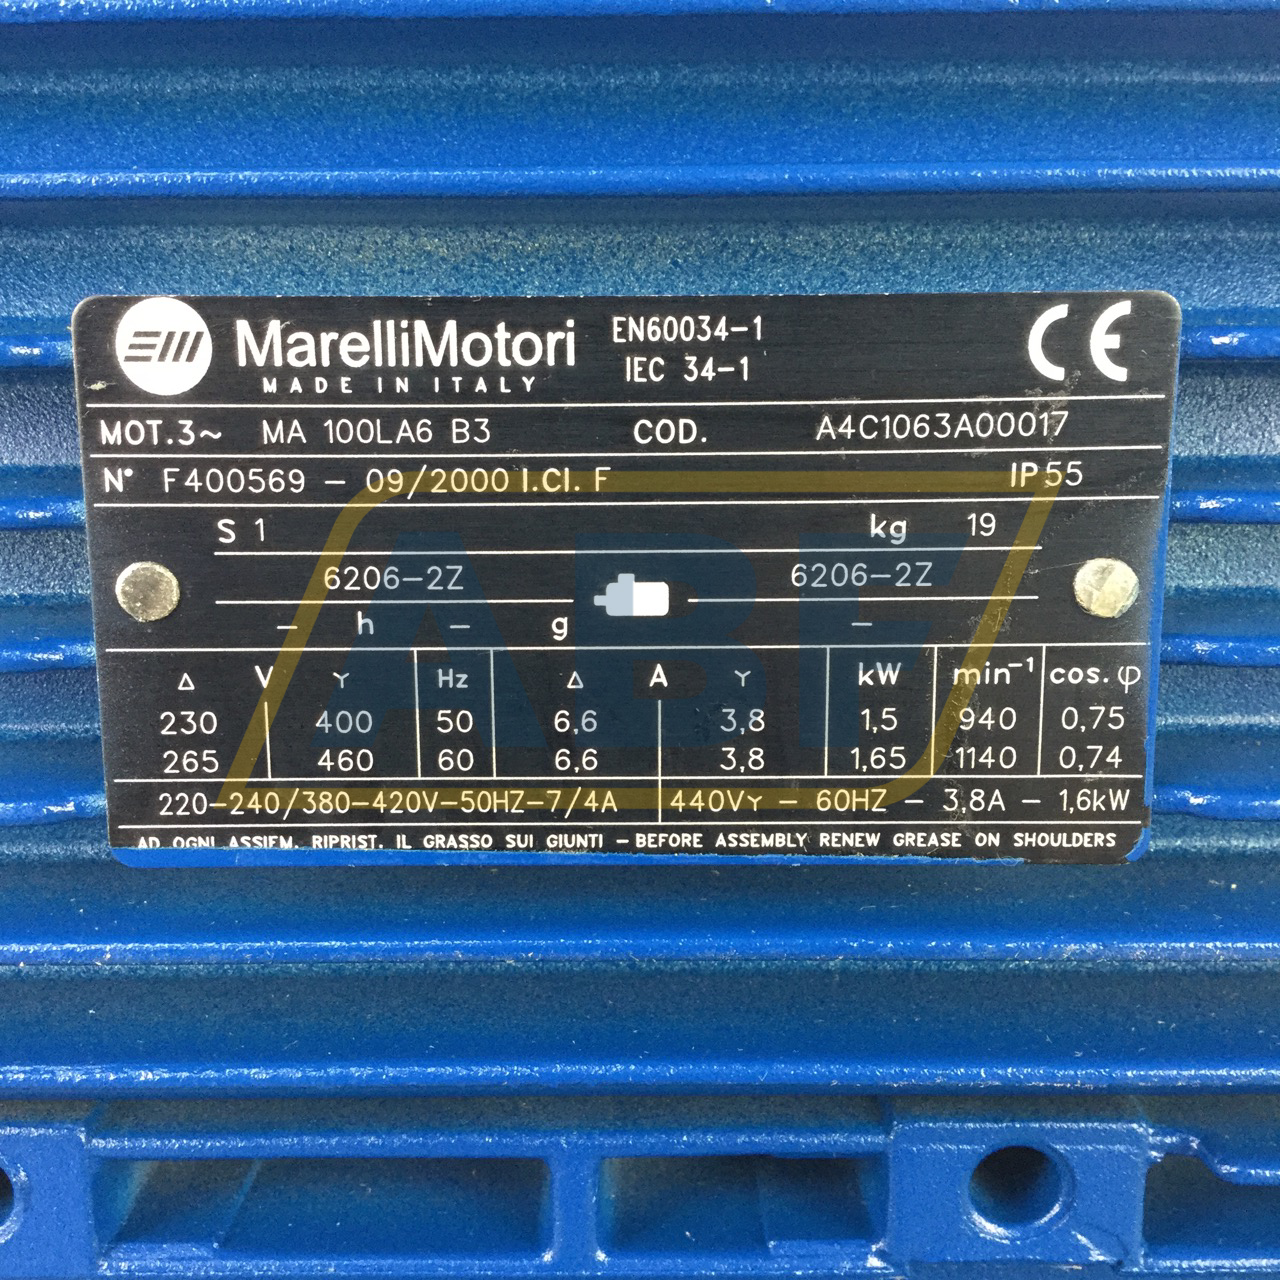 MarelliMotori EN60034-1
MADE IN ITALY IEC 34-1 CE
MOT.3~ MA 100LA6 B3 COD. A4C1063A00017
N° F400569 - 09/2000 I.Cl. F IP55
S 1 kg 19
6206-2Z 6206-2Z
- h - g -
Δ V Y Hz Δ A Y kW min⁻¹ cos. φ
230 400 50 6,6 3,8 1,5 940 0,75
265 460 60 6,6 3,8 1,65 1140 0,74
220-240/380-420V-50HZ-7/4A 440VY - 60HZ - 3,8A - 1,6kW
AD OGNI ASSIEM. RIPRIST. IL GRASSO SUI GIUNTI - BEFORE ASSEMBLY RENEW GREASE ON SHOULDERS
ABF